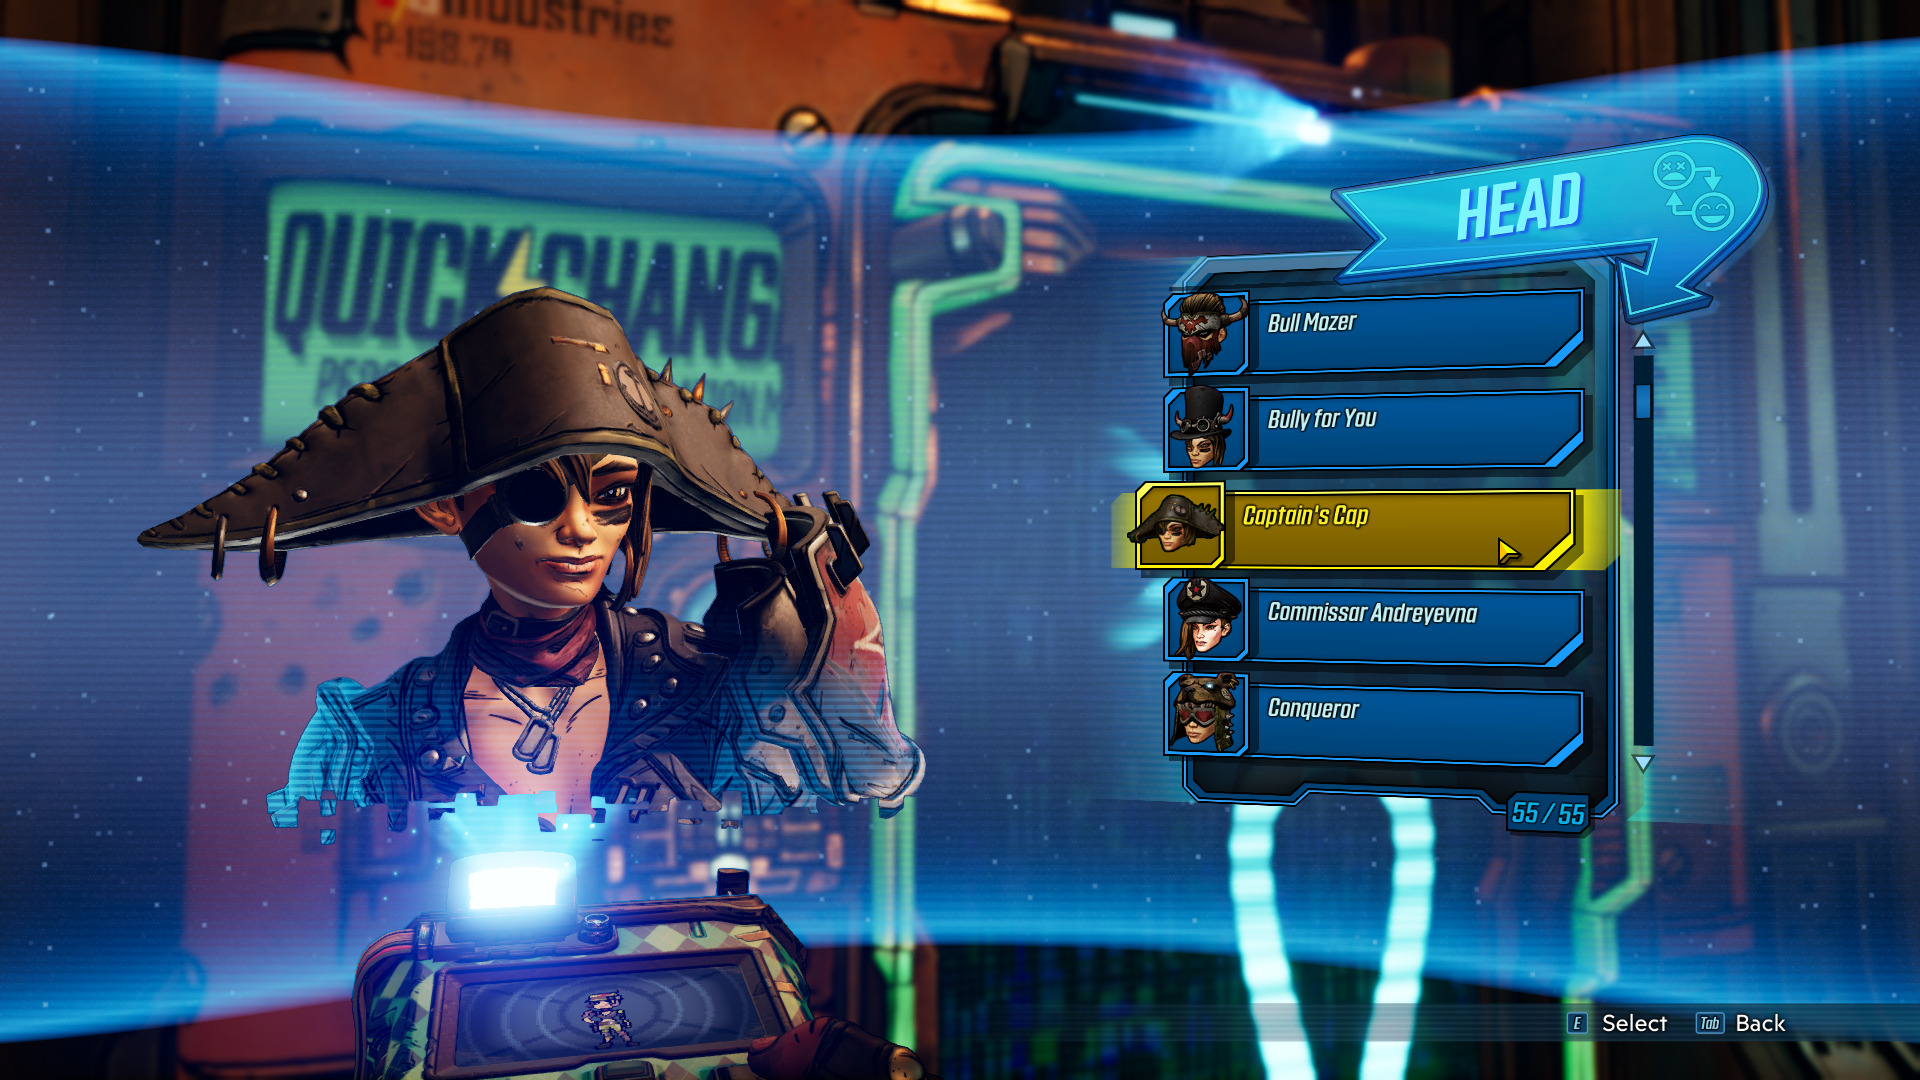 industries
P-198.79
QUICK CHANG
HEAD
Bull Mozer
Bully for You
Captain's Cap
Commissar Andreyevna
Conqueror
55 / 55
E Select Tab Back